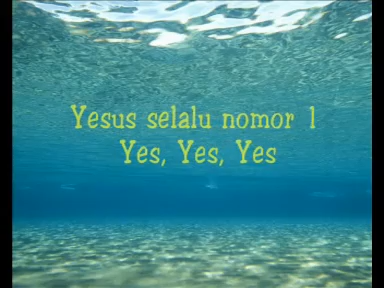 Yesus selalu nomor 1
Yes, Yes, Yes